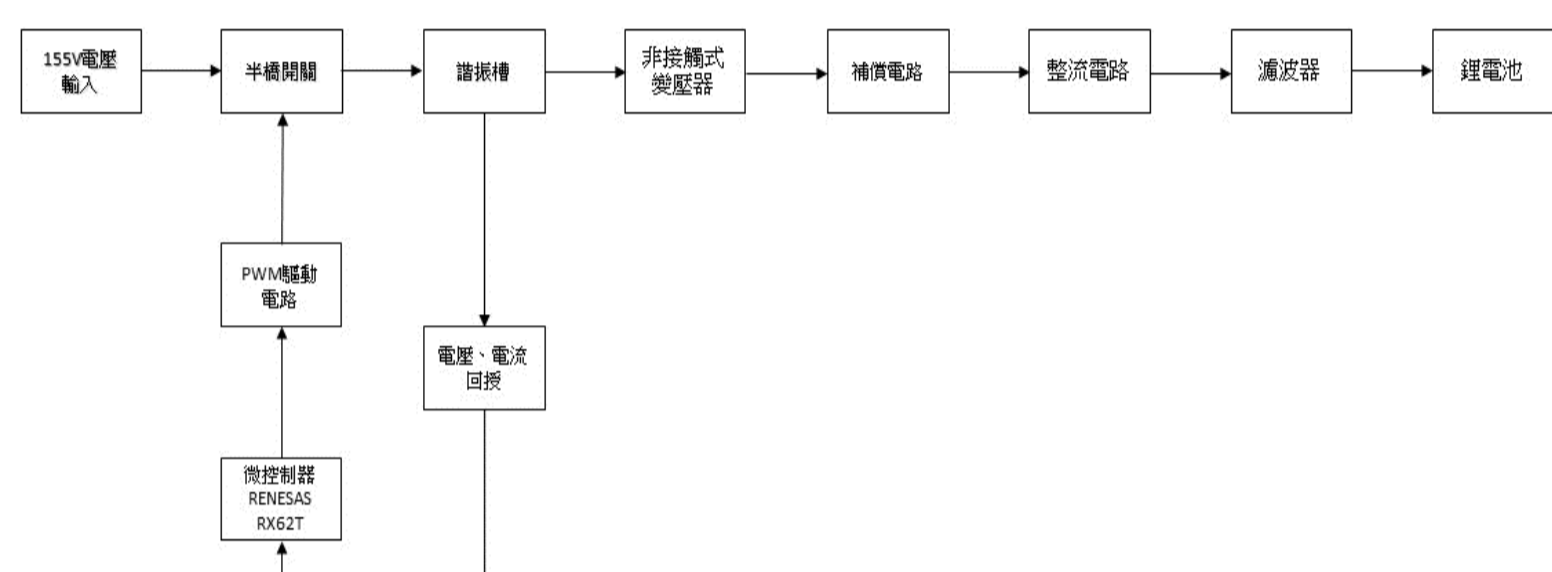 155V電壓
輸入
半橋開關
諧振槽
非接觸式
變壓器
補償電路
整流電路
濾波器
鋰電池
PWM驅動
電路
電壓、電流
回授
微控制器
RENESAS
RX62T